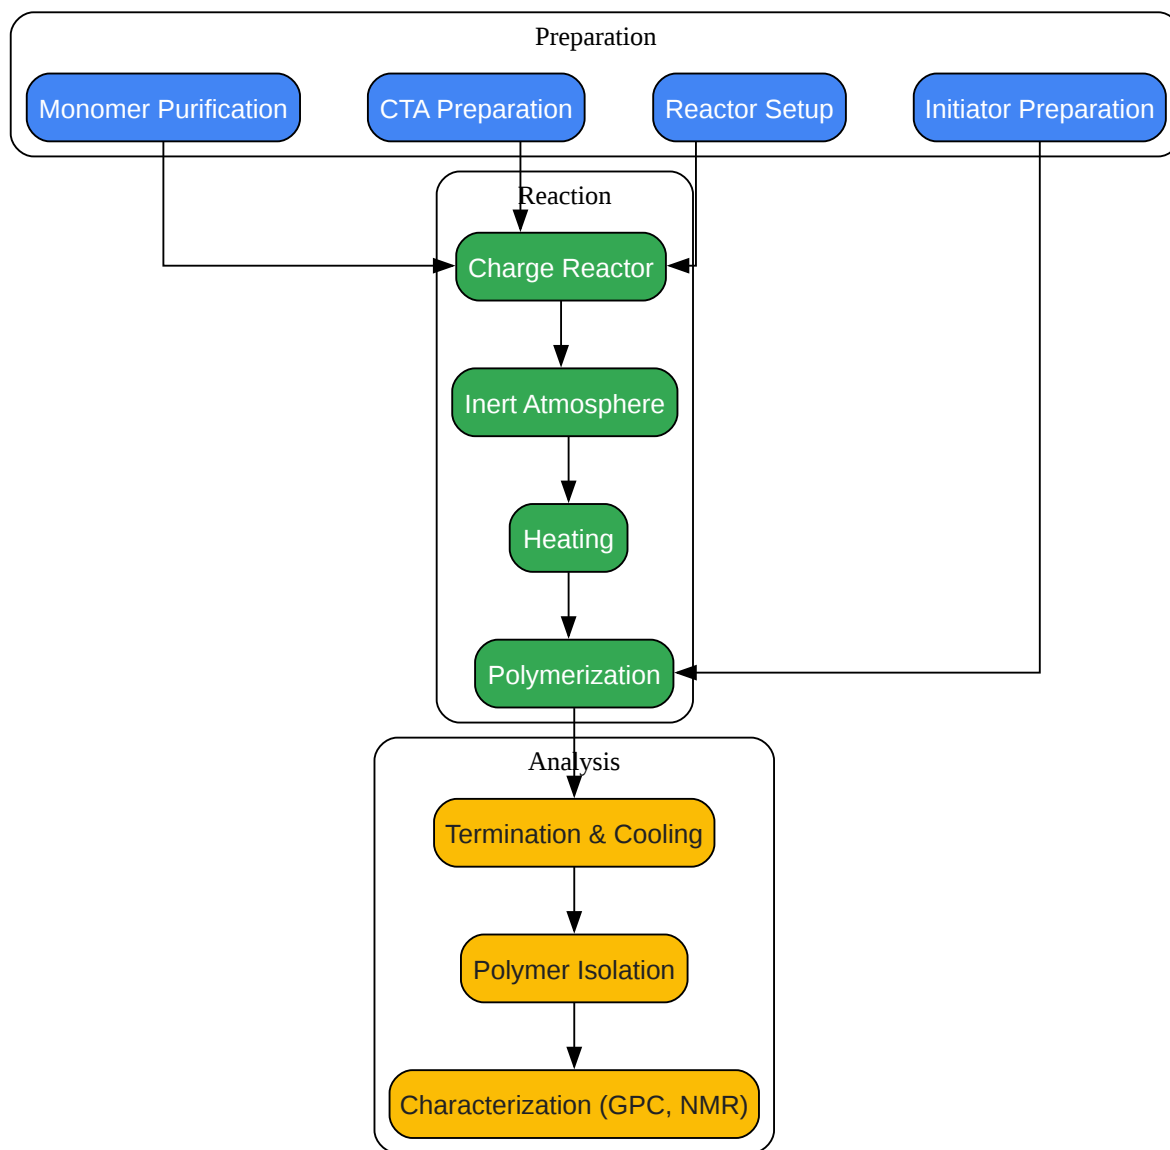 Preparation
Monomer Purification
CTA Preparation
Reactor Setup
Initiator Preparation
Reaction
Charge Reactor
Inert Atmosphere
Heating
Polymerization
Analysis
Termination & Cooling
Polymer Isolation
Characterization (GPC, NMR)